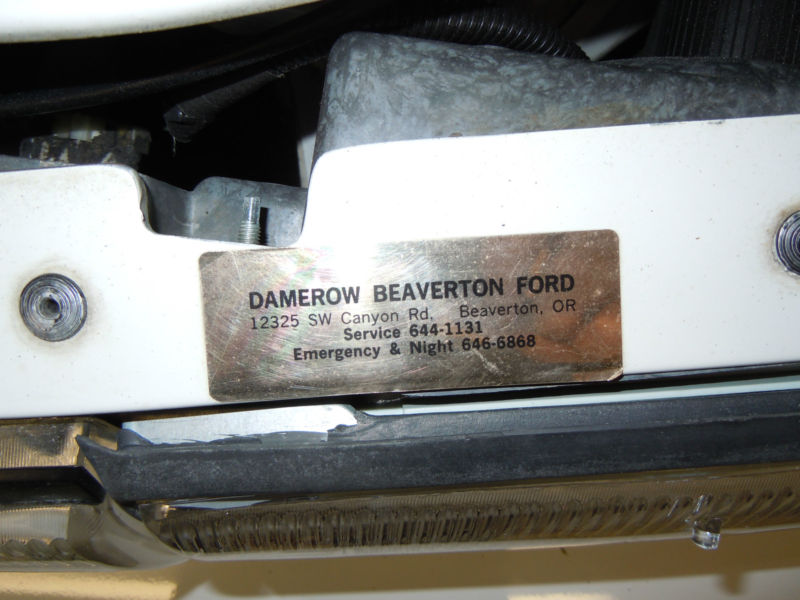 DAMEROW BEAVERTON FORD
12325 SW Canyon Rd. Beaverton, OR
Service 644-1131
Emergency & Night 646-6868